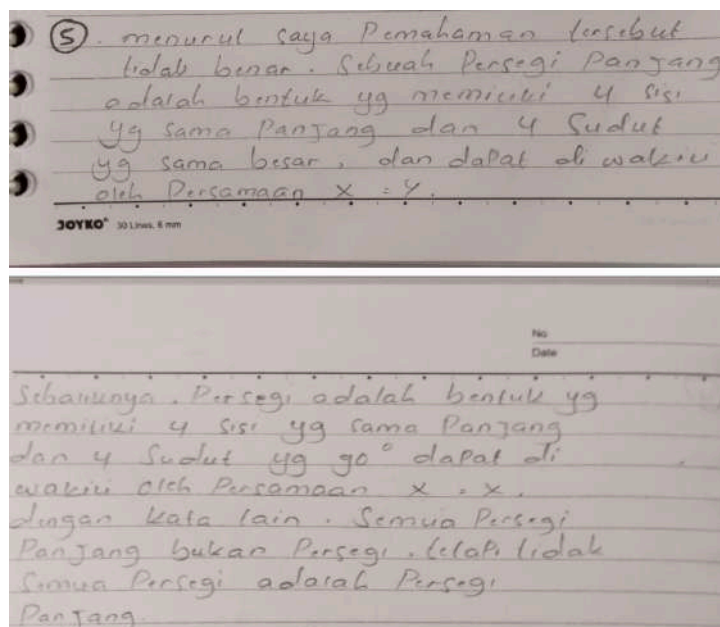 5. menurut saya Pemahaman tersebut
tidak benar. Sebuah Persegi Panjang
adalah bentuk yg memiliki 4 sisi
yg sama Panjang dan 4 Sudut
yg sama besar, dan dapat di wakili
oleh Persamaan x = y.
JOYKO 30 Lines, 6 mm
No
Date
Sebaliknya. Persegi adalah bentuk yg
memiliki 4 sisi yg sama Panjang
dan 4 Sudut yg 90° dapat di
wakili oleh Persamaan x = x.
dengan kata lain. Semua Persegi
Panjang bukan Persegi. tetapi tidak
Semua Persegi adalah Persegi
Panjang.